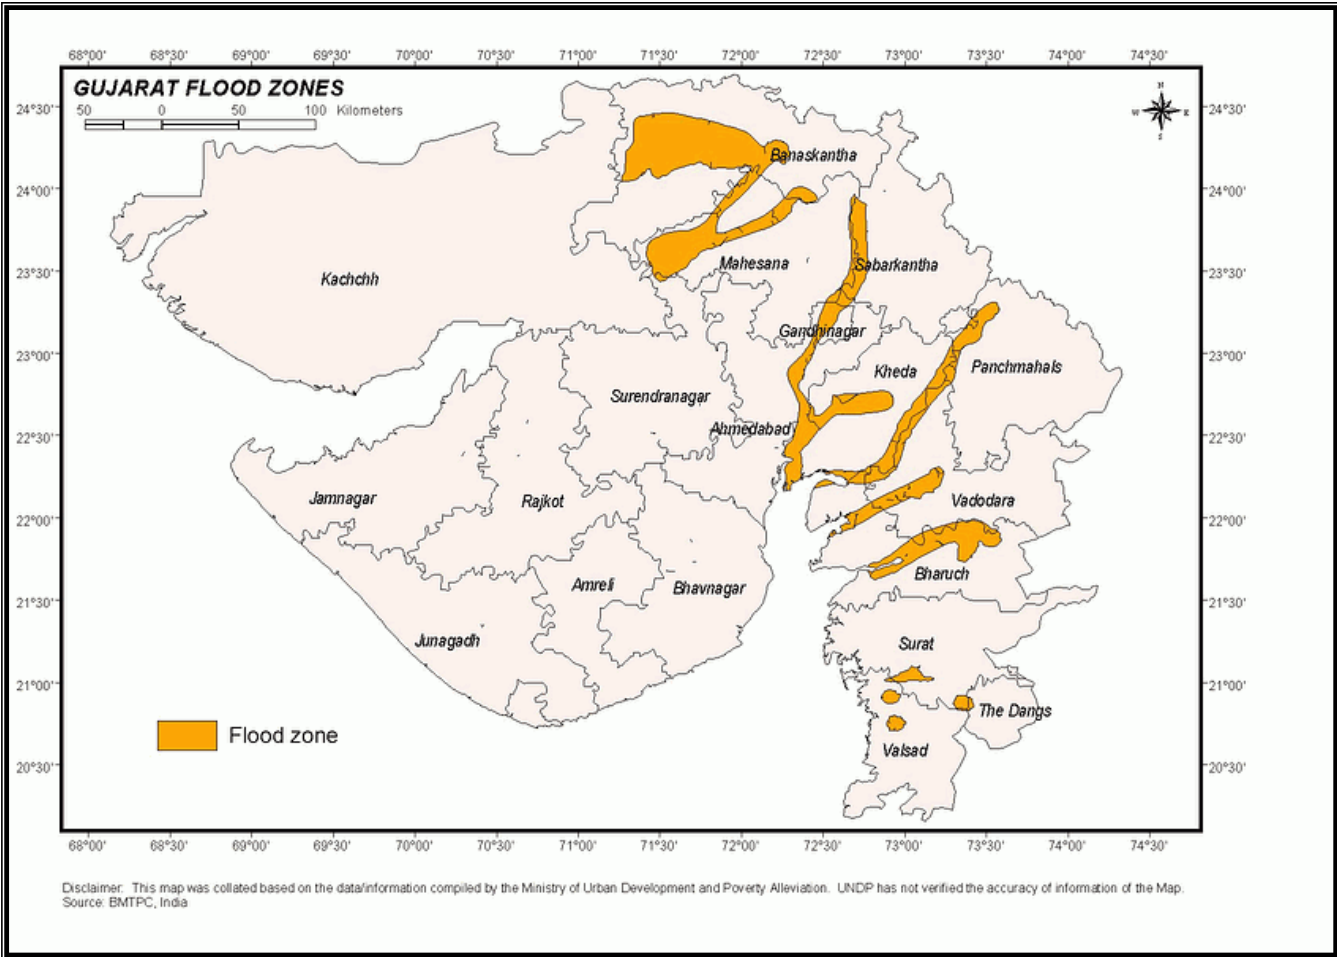 68°00' 68°30' 69°00' 69°30' 70°00' 70°30' 71°00' 71°30' 72°00' 72°30' 73°00' 73°30' 74°00' 74°30'
GUJARAT FLOOD ZONES
50 0 50 100 Kilometers
N
W E
S
24°30' 24°30'
Banaskantha
24°00' 24°00'
Mahesana Sabarkantha
23°30' 23°30'
Kachchh
Gandhinagar
23°00' 23°00'
Kheda Panchmahals
Surendranagar
Ahmedabad
22°30' 22°30'
Jamnagar Rajkot Vadodara
22°00' 22°00'
Amreli Bhavnagar Bharuch
21°30' 21°30'
Junagadh Surat
21°00' 21°00'
The Dangs
Flood zone
Valsad
20°30' 20°30'
68°00' 68°30' 69°00' 69°30' 70°00' 70°30' 71°00' 71°30' 72°00' 72°30' 73°00' 73°30' 74°00' 74°30'
Disclaimer: This map was collated based on the data/information compiled by the Ministry of Urban Development and Poverty Alleviation. UNDP has not verified the accuracy of information of the Map.
Source: BMTPC, India